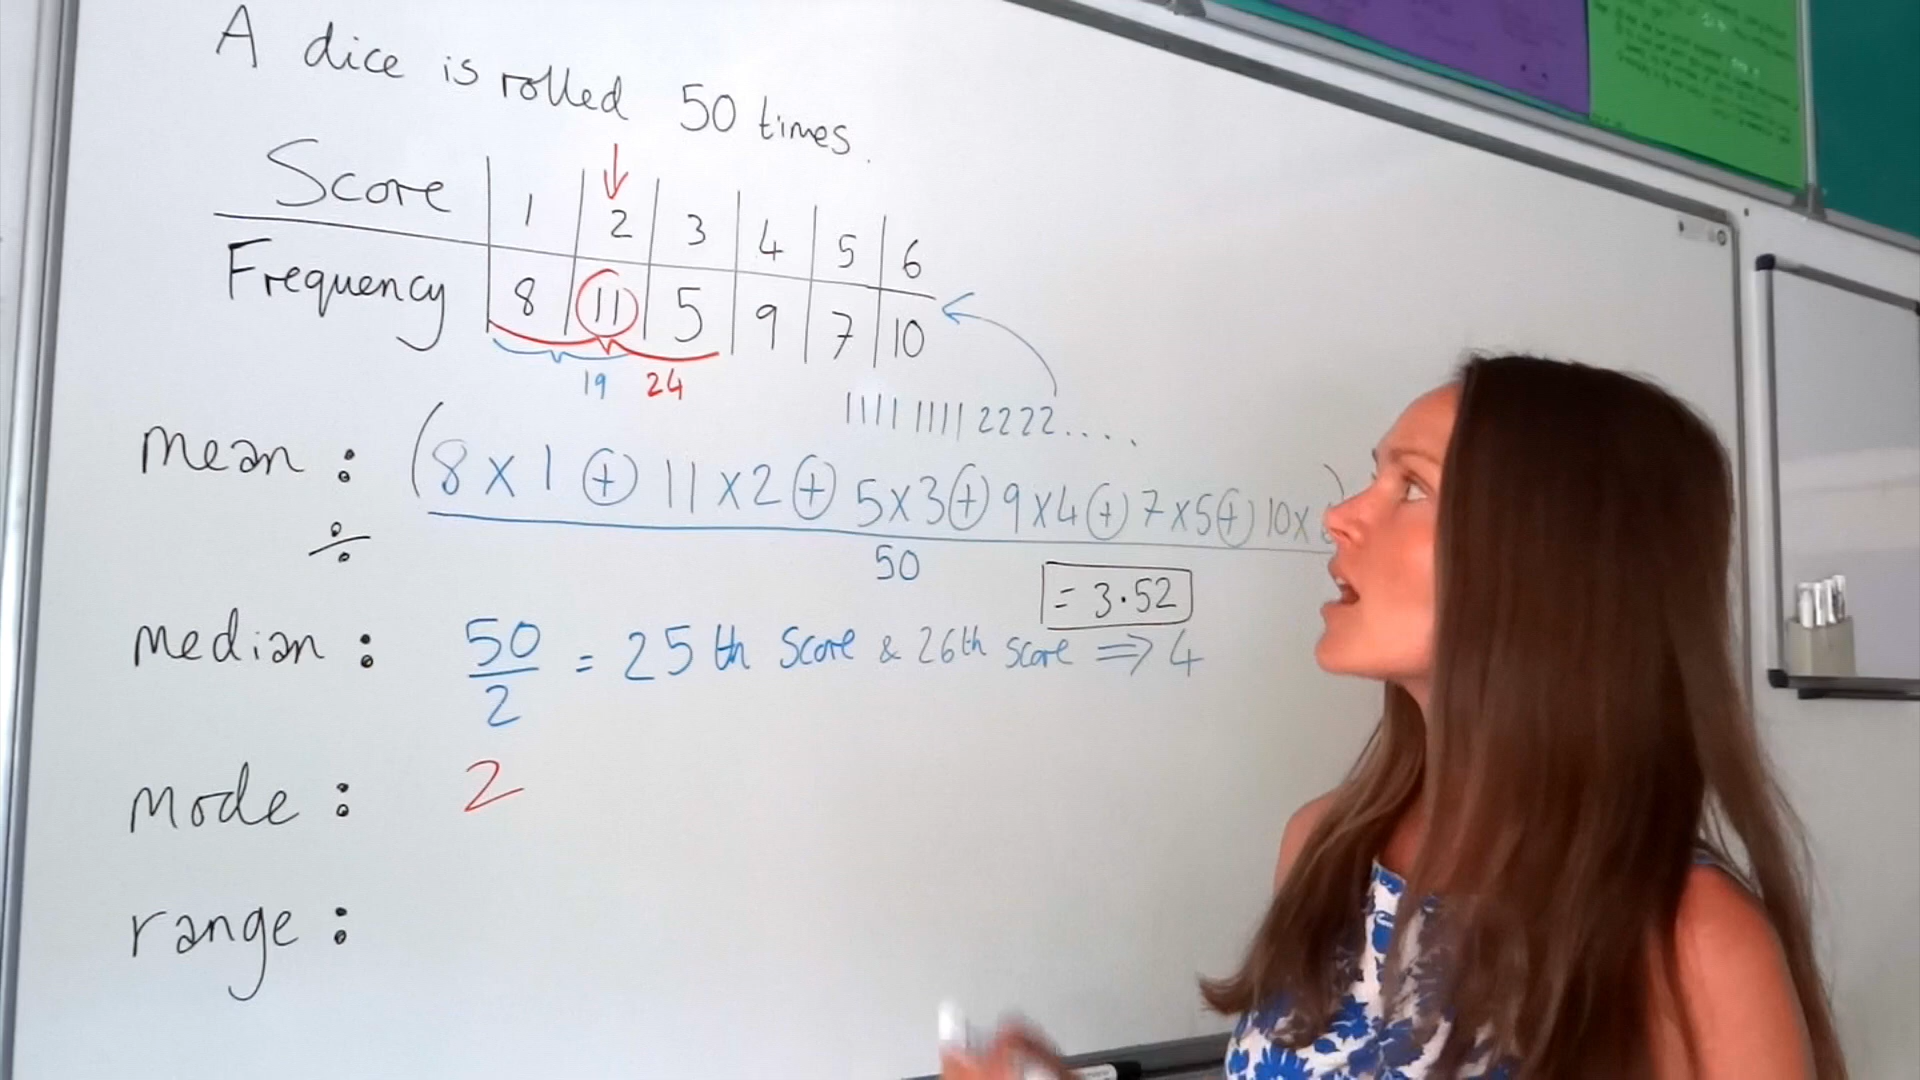 A dice is rolled 50 times.
Score 1 2 3 4 5 6
Frequency 8 11 5 9 7 10
19 24
1111 1111 2222....
mean : (8 x 1 + 11 x 2 + 5 x 3 + 9 x 4 + 7 x 5 + 10 x )
÷ 50
= 3.52
median : 50/2 = 25th Score & 26th score ⇒ 4
mode : 2
range :